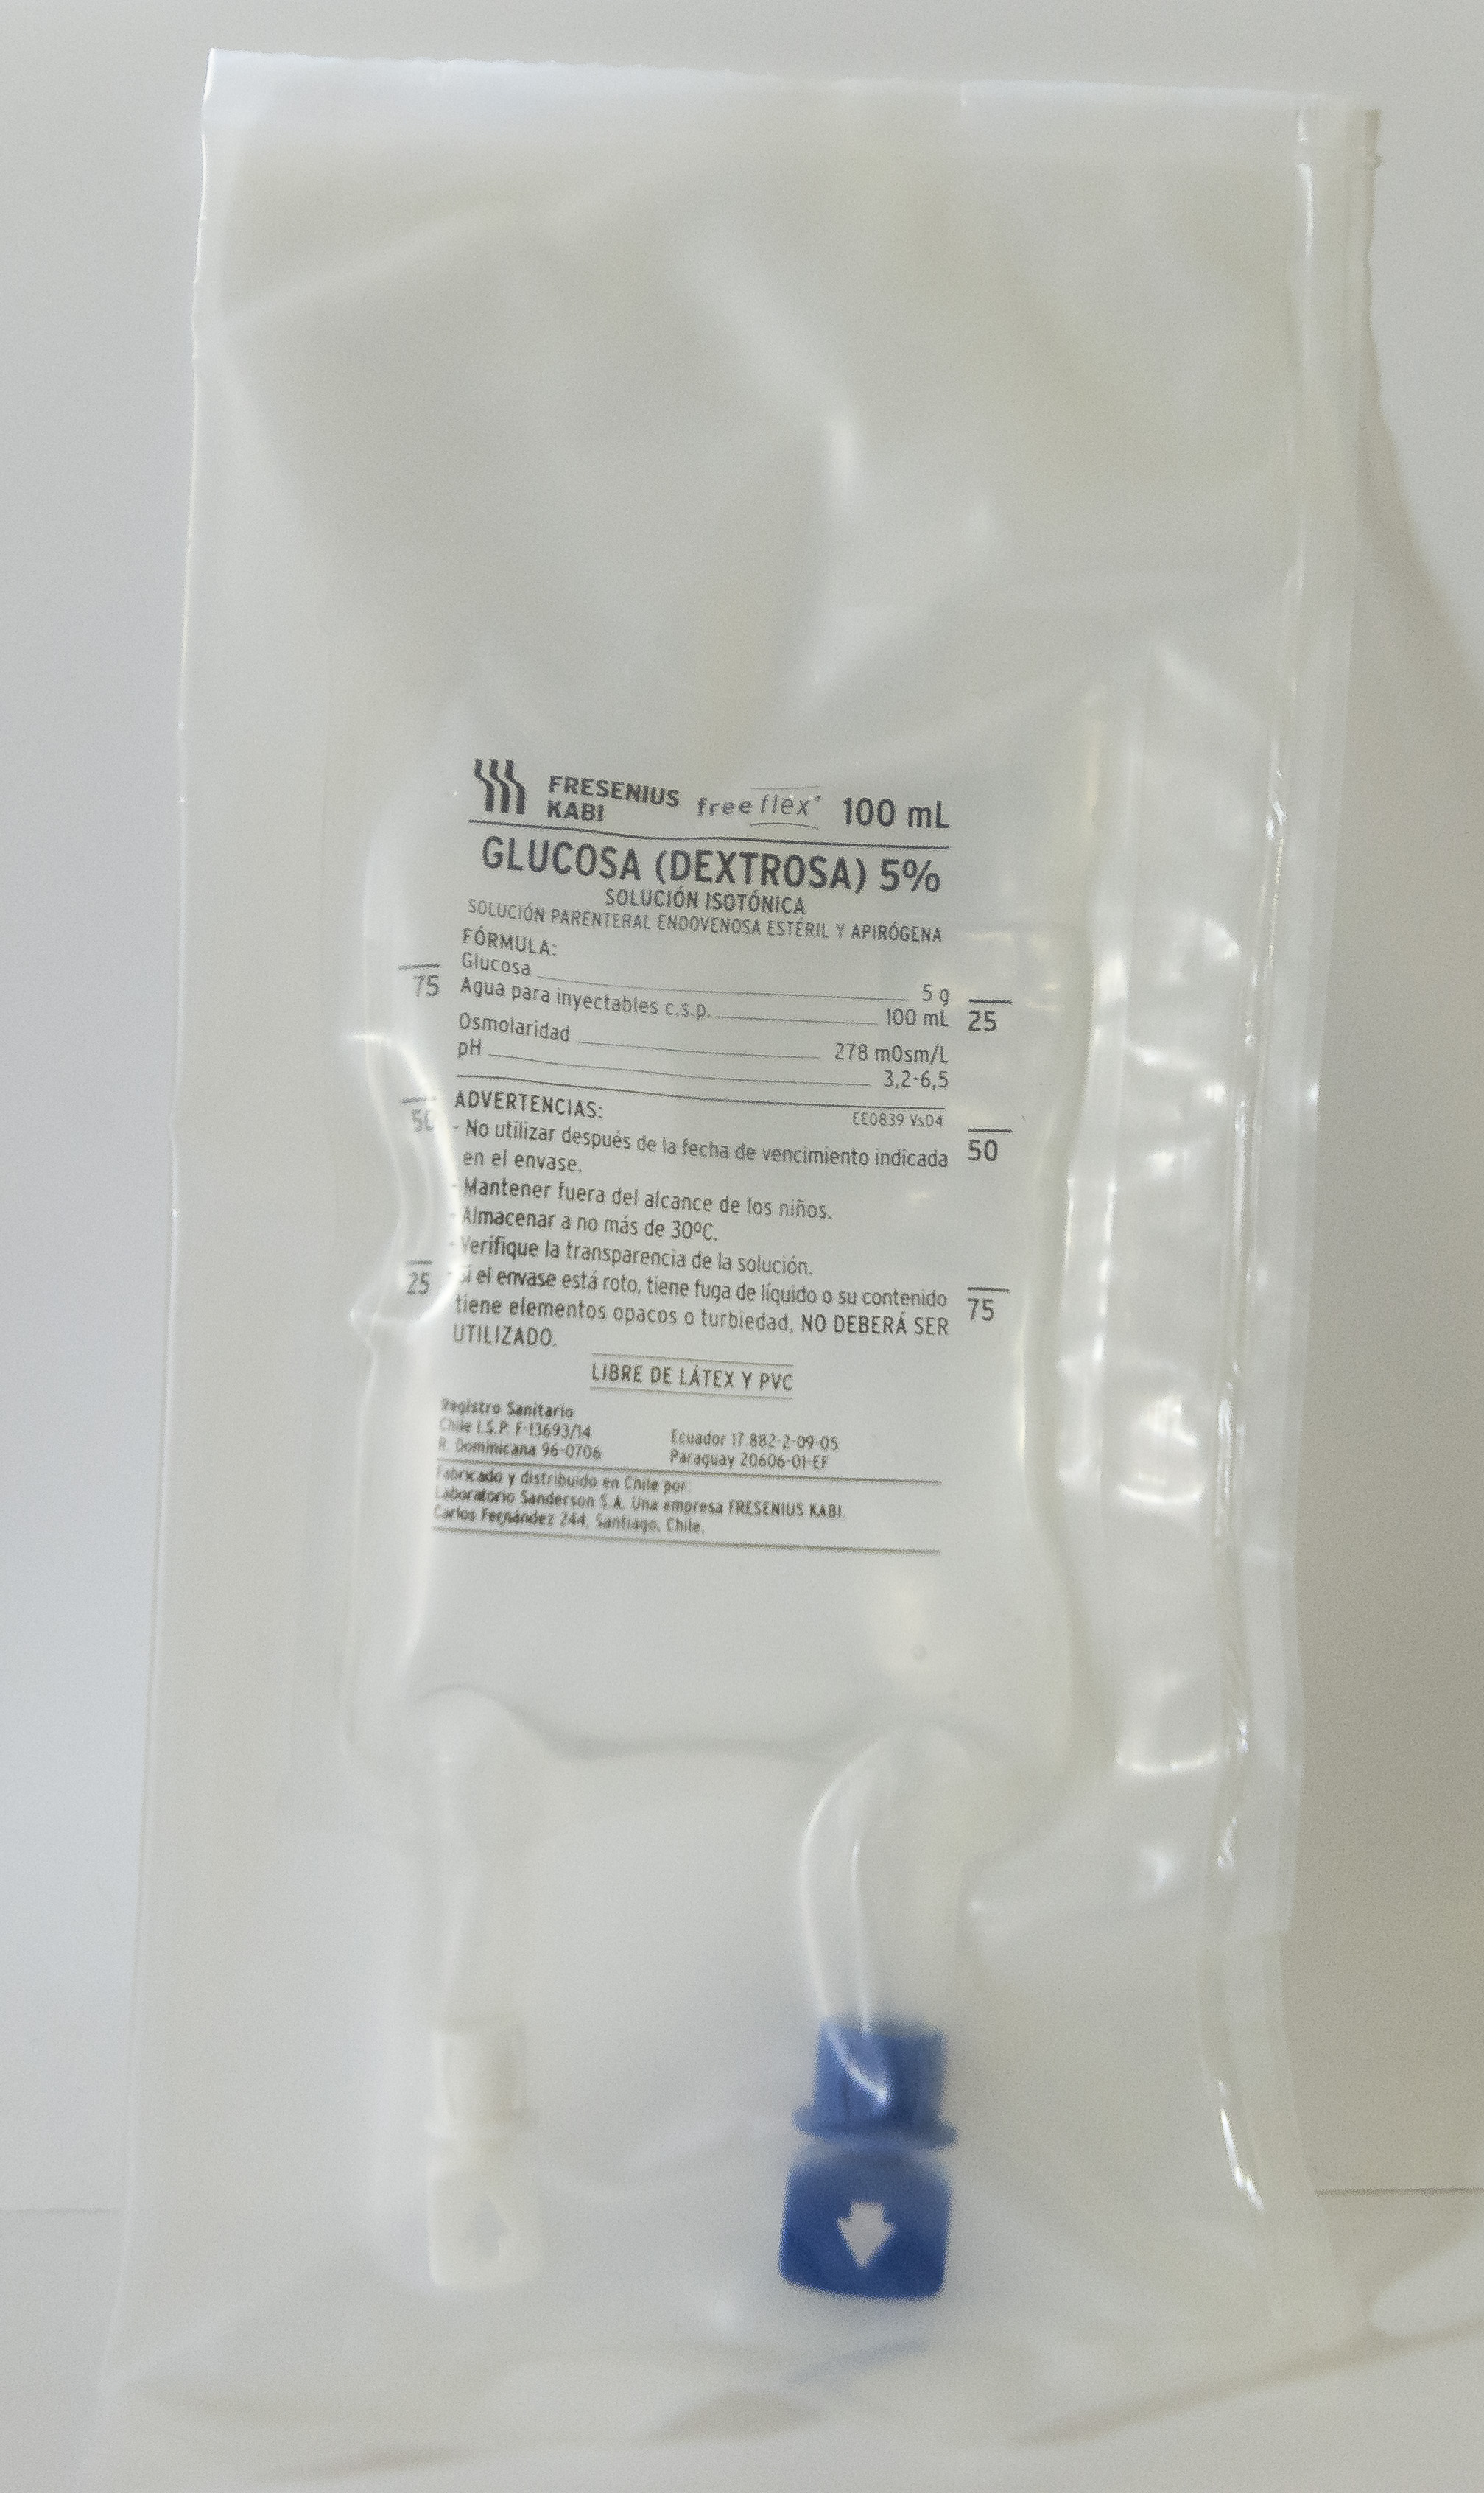 FRESENIUS
KABI
freeflex® 100 mL
GLUCOSA (DEXTROSA) 5%
SOLUCIÓN ISOTÓNICA
SOLUCIÓN PARENTERAL ENDOVENOSA ESTÉRIL Y APIRÓGENA
FÓRMULA:
Glucosa 5 g
Agua para inyectables c.s.p. 100 mL
Osmolaridad 278 mOsm/L
pH 3,2-6,5
EE0839 Vs04
ADVERTENCIAS:
- No utilizar después de la fecha de vencimiento indicada
en el envase.
- Mantener fuera del alcance de los niños.
- Almacenar a no más de 30ºC.
- Verifique la transparencia de la solución.
- Si el envase está roto, tiene fuga de líquido o su contenido
tiene elementos opacos o turbiedad, NO DEBERÁ SER
UTILIZADO.
LIBRE DE LÁTEX Y PVC
Registro Sanitario
Chile I.S.P. F-13693/14
R. Dominicana 96-0706
Ecuador 17.882-2-09-05
Paraguay 20606-01-EF
Fabricado y distribuido en Chile por:
Laboratorio Sanderson S.A. Una empresa FRESENIUS KABI.
Carlos Fernández 244, Santiago, Chile.
75
50
25
25
50
75